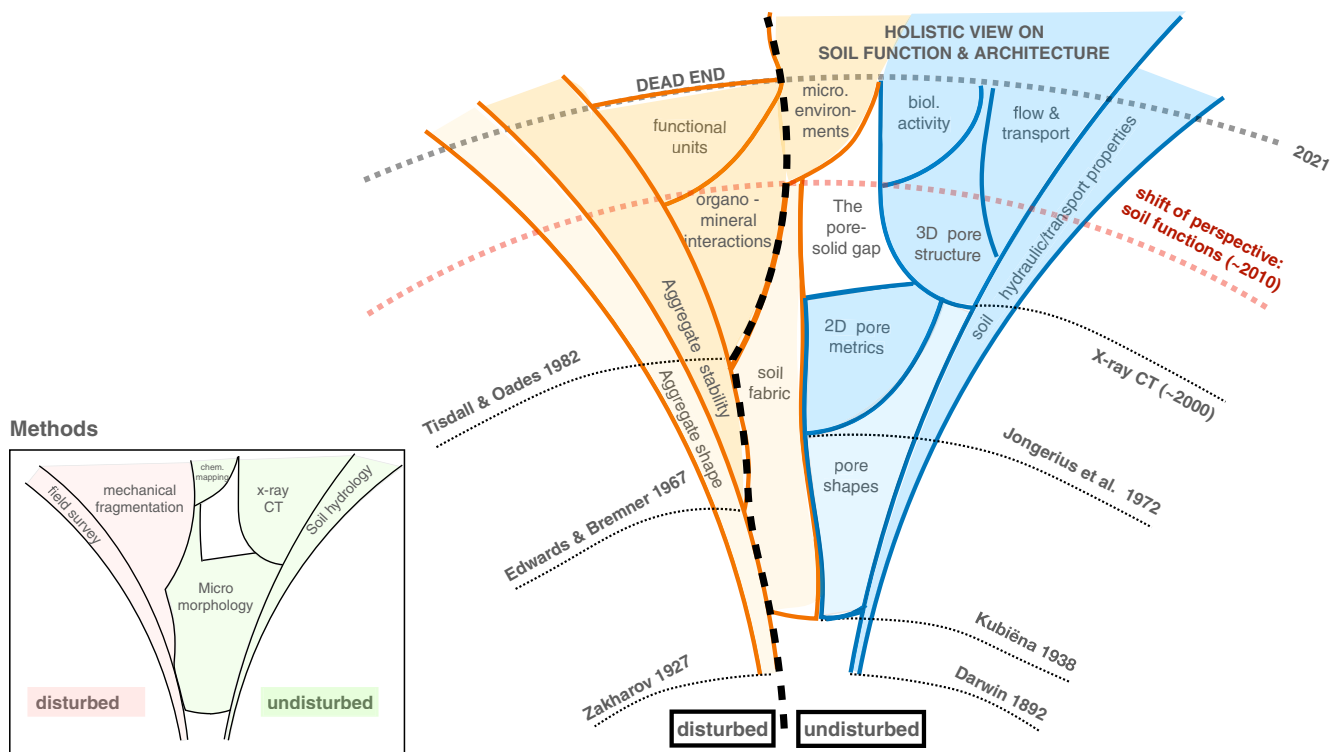 HOLISTIC VIEW ON
SOIL FUNCTION & ARCHITECTURE
DEAD END
micro.
environ-
ments
biol.
activity
flow &
transport
functional
units
2021
organo -
mineral
interactions
The
pore-
solid gap
3D pore
structure
soil hydraulic/transport properties
shift of perspective:
soil functions (~2010)
Aggregate stability
Aggregate shape
soil
fabric
2D pore
metrics
pore
shapes
X-ray CT (~2000)
Tisdall & Oades 1982
Jongerius et al. 1972
Edwards & Bremner 1967
Kubiëna 1938
Zakharov 1927
Darwin 1892
disturbed
undisturbed
Methods
field survey
mechanical
fragmentation
chem.
mapping
x-ray
CT
Soil hydrology
Micro
morphology
disturbed
undisturbed